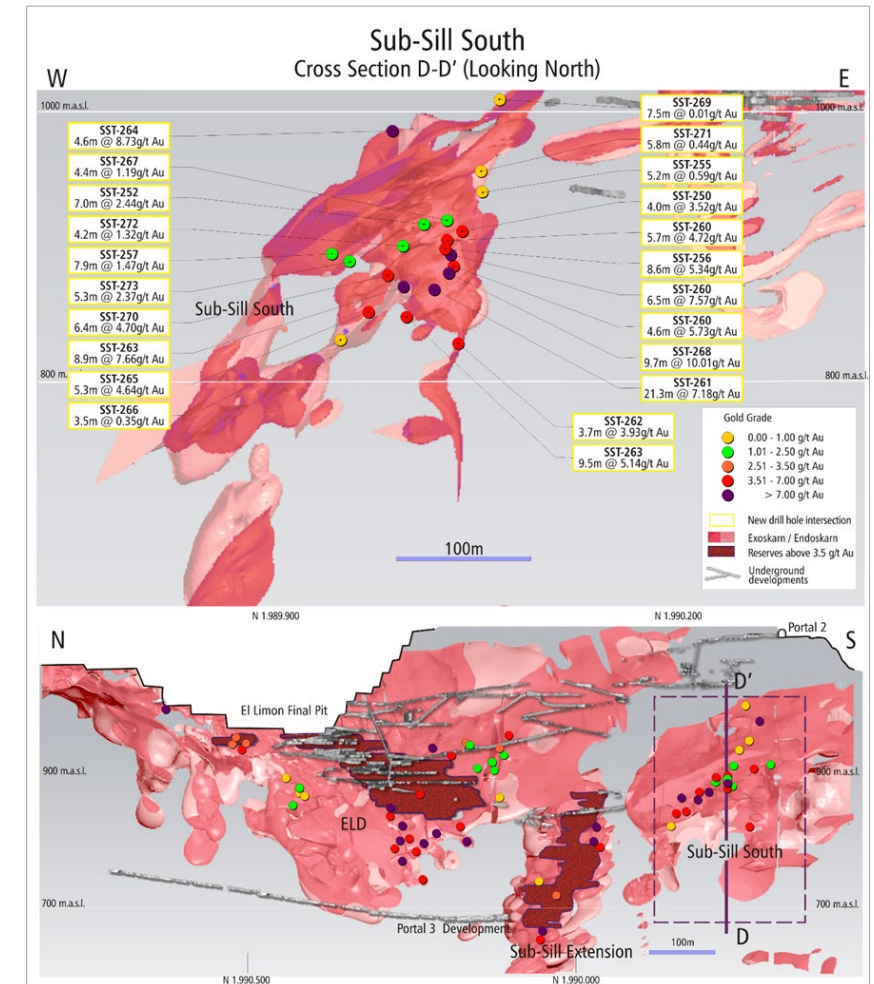 Sub-Sill South
Cross Section D-D' (Looking North)
W
E
1000 m.a.s.l.
1000 m.a.s.l.
SST-264
4.6m @ 8.73g/t Au
SST-267
4.4m @ 1.19g/t Au
SST-252
7.0m @ 2.44g/t Au
SST-272
4.2m @ 1.32g/t Au
SST-257
7.9m @ 1.47g/t Au
SST-273
5.3m @ 2.37g/t Au
SST-270
6.4m @ 4.70g/t Au
SST-263
8.9m @ 7.66g/t Au
SST-265
5.3m @ 4.64g/t Au
SST-266
3.5m @ 0.35g/t Au
SST-269
7.5m @ 0.01g/t Au
SST-271
5.8m @ 0.44g/t Au
SST-255
5.2m @ 0.59g/t Au
SST-250
4.0m @ 3.52g/t Au
SST-260
5.7m @ 4.72g/t Au
SST-256
8.6m @ 5.34g/t Au
SST-260
6.5m @ 7.57g/t Au
SST-260
4.6m @ 5.73g/t Au
SST-268
9.7m @ 10.01g/t Au
SST-261
21.3m @ 7.18g/t Au
SST-262
3.7m @ 3.93g/t Au
SST-263
9.5m @ 5.14g/t Au
Sub-Sill South
800 m.
800 m.a.s.l.
100m
Gold Grade
0.00 - 1.00 g/t Au
1.01 - 2.50 g/t Au
2.51 - 3.50 g/t Au
3.51 - 7.00 g/t Au
> 7.00 g/t Au
New drill hole intersection
Exoskarn / Endoskarn
Reserves above 3.5 g/t Au
Underground
developments
N 1.989.900
N 1.990.200
N
S
Portal 2
D'
El Limon Final Pit
900 m.a.s.l.
900 m.a.s.l.
ELD
Sub-Sill South
700 m.a.s.l.
700 m.a.s.l.
Portal 3 Development
D
Sub-Sill Extension
100m
N 1.990.500
N 1.990.000